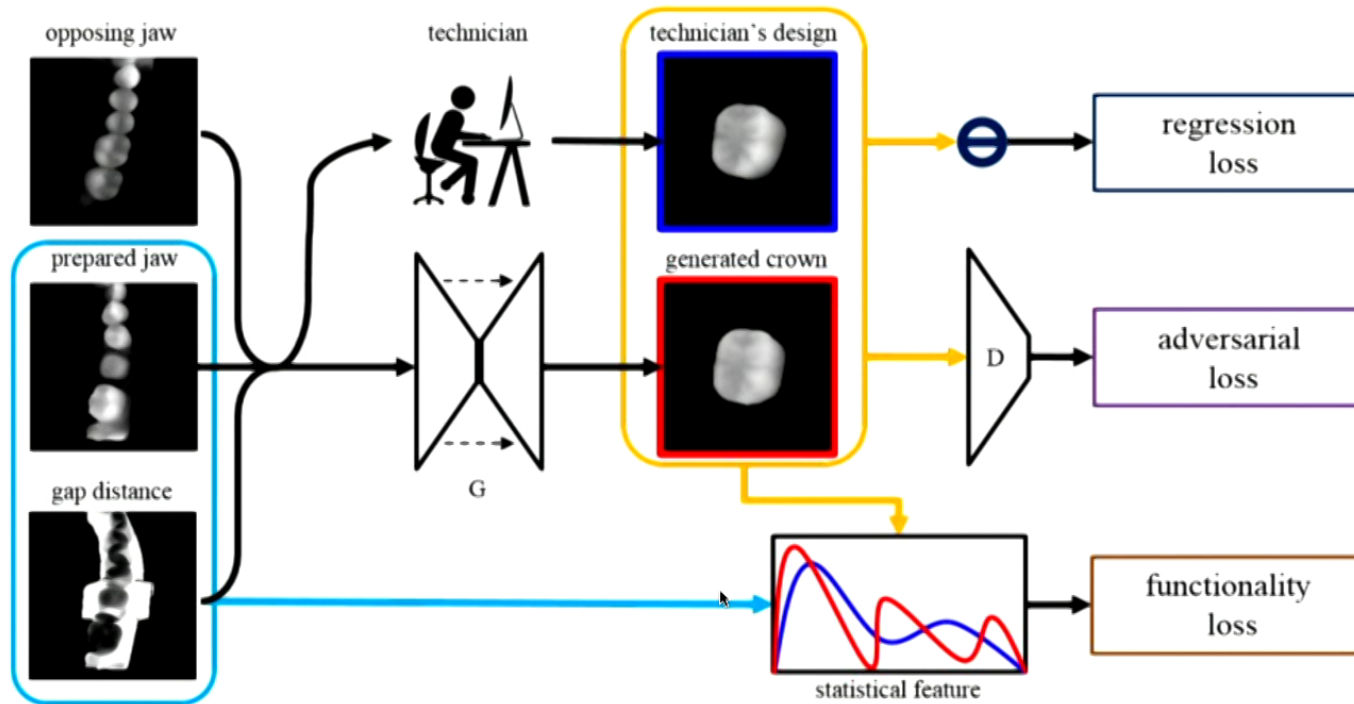 opposing jaw
technician
technician`s design
regression
loss
prepared jaw
generated crown
adversarial
loss
D
gap distance
G
functionality
loss
statistical feature